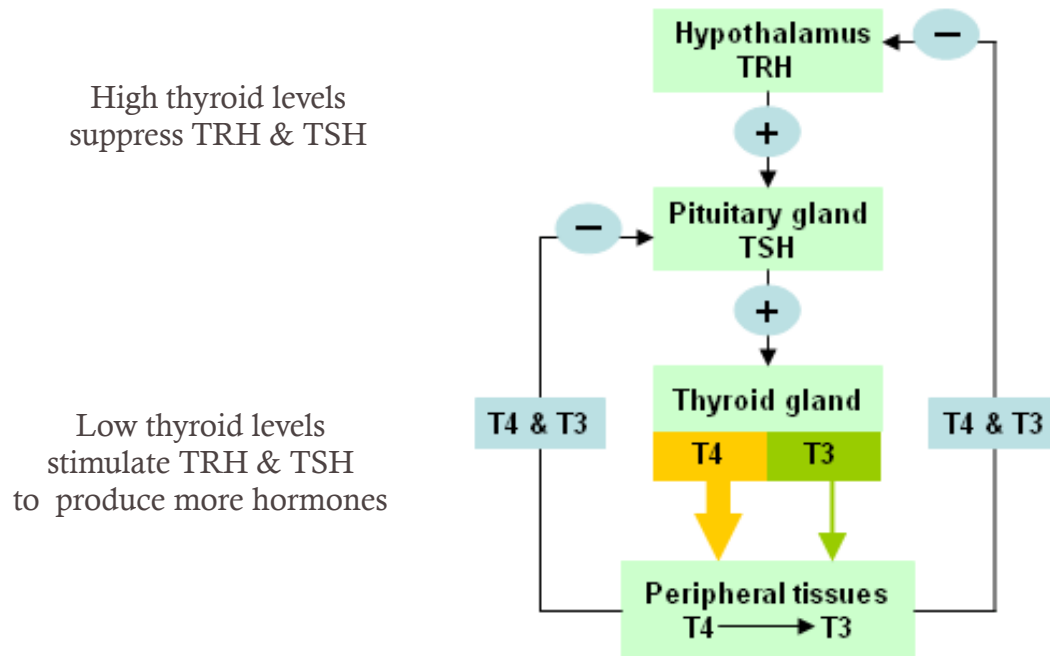 High thyroid levels
suppress TRH & TSH
Low thyroid levels
stimulate TRH & TSH
to produce more hormones
Hypothalamus
TRH
−
+
Pituitary gland
TSH
−
+
Thyroid gland
T4 T3
T4 & T3
T4 & T3
Peripheral tissues
T4 T3